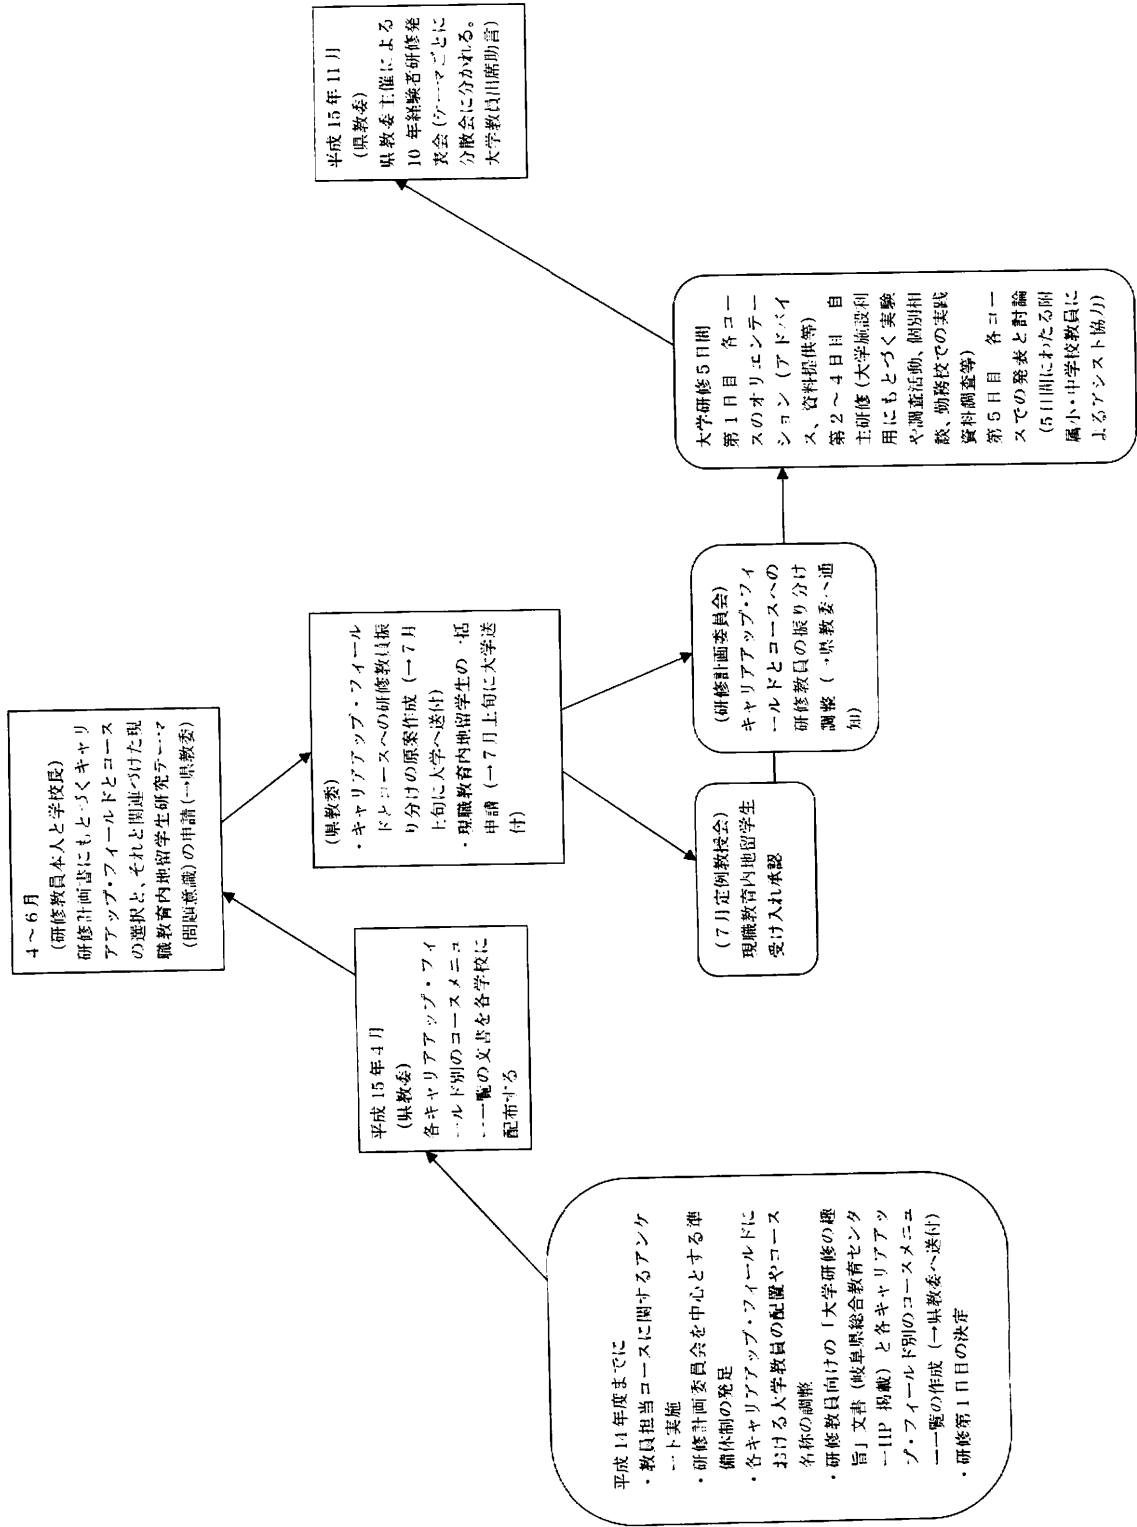 平成14年度までに
・教員担当コースに関するアンケ
ート実施
・研修計画委員会を中心とする準
備体制の発足
・各キャリアアップ・フィールドに
おける大学教員の配置やコース
名称の調整
・研修教員向けの「大学研修の趣
旨」文書(岐阜県総合教育センタ
ーHP 掲載)と各キャリアアッ
プ・フィールド別のコースメニュ
ー一覧の作成(→県教委へ送付)
・研修第1日目の決定
平成15年4月
(県教委)
各キャリアアップ・フィ
ールド別のコースメニュ
ー一覧の文書を各学校に
配布する
4〜6月
(研修教員本人と学校長)
研修計画書にもとづくキャリ
アアップ・フィールドとコース
の選択と、それと関連づけた現
職教育内地留学生研究テーマ
(問題意識)の申請(→県教委)
(県教委)
・キャリアアップ・フィール
ドとコースへの研修教員振
り分けの原案作成(→7月
上旬に大学へ送付)
・現職教育内地留学生の一括
申請(→7月上旬に大学送
付)
(7月定例教授会)
現職教育内地留学生
受け入れ承認
(研修計画委員会)
キャリアアップ・フィ
ールドとコースへの
研修教員の振り分け
調整(→県教委へ通
知)
大学研修5日間
第1日目 各コー
スのオリエンテー
ション(アドバイ
ス、資料提供等)
第2〜4日目 自
主研修(大学施設利
用にもとづく実験
や調査活動、個別相
談、勤務校での実践
資料調査等)
第5日目 各コー
スでの発表と討論
(5日間にわたる附
属小・中学校教員に
よるアシスト協力)
平成15年11月
(県教委)
県教委主催による
10年経験者研修発
表会(テーマごとに
分散会に分かれる。
大学教員出席助言)